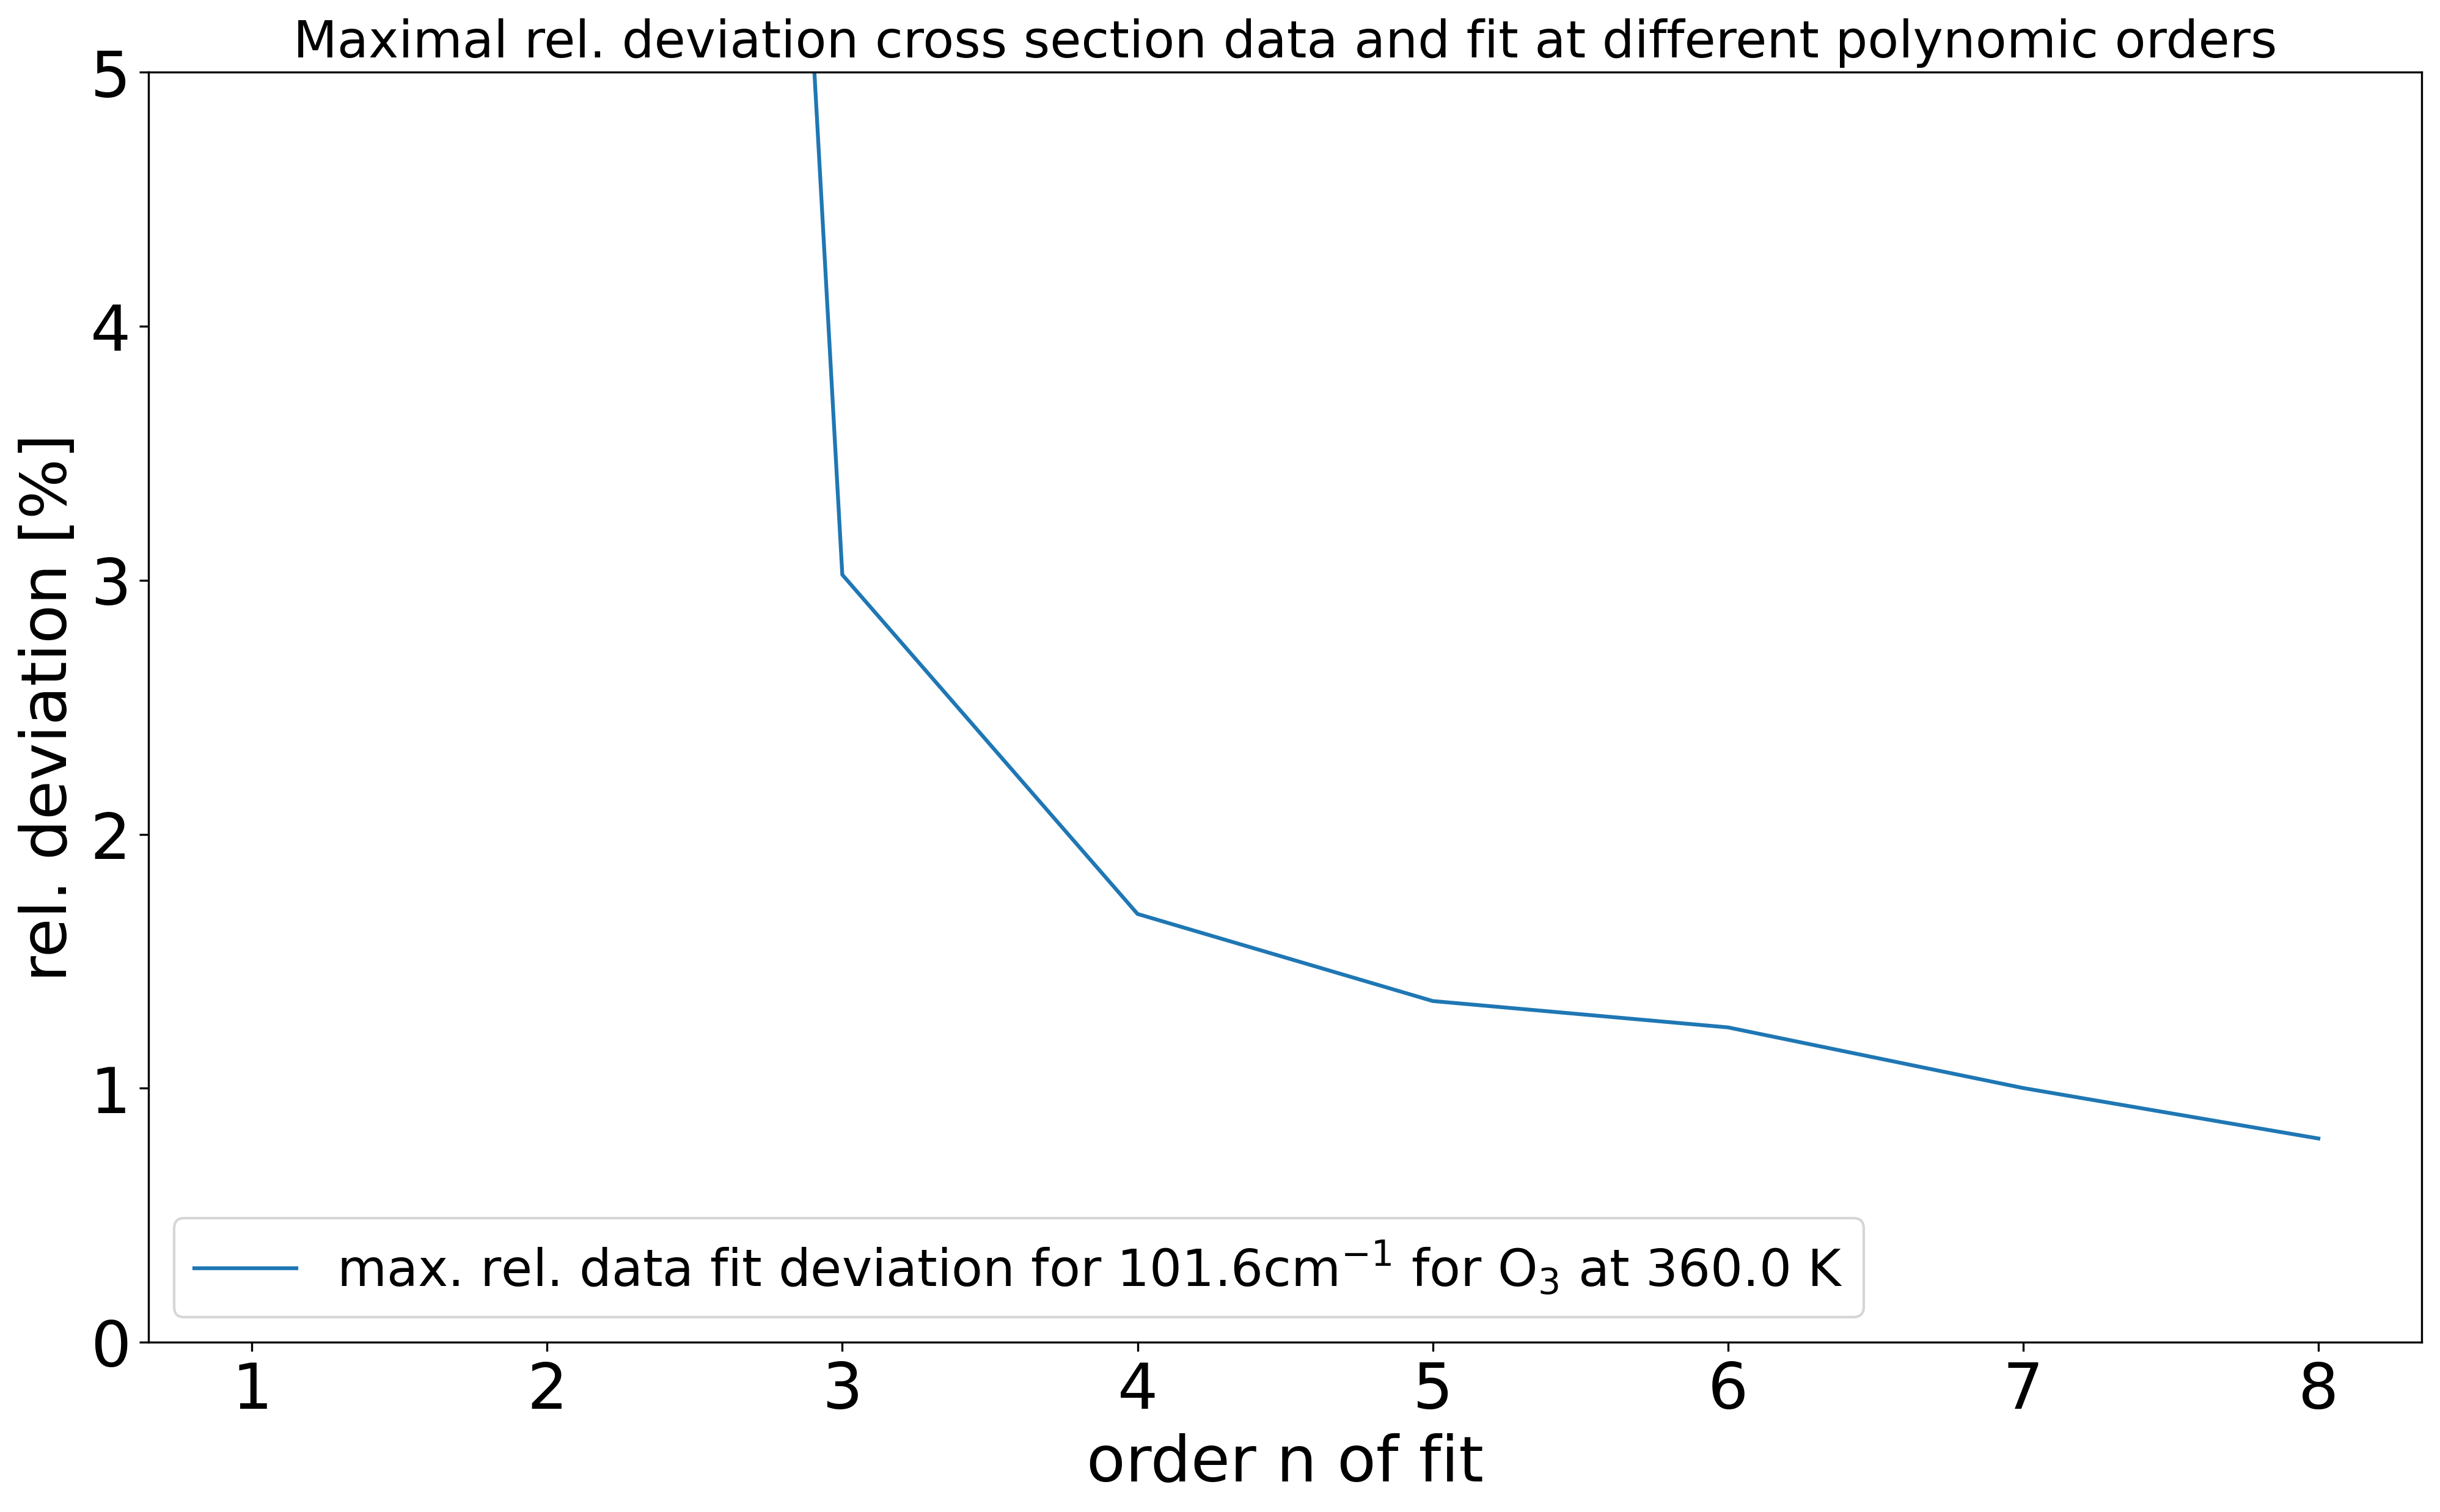 Maximal rel. deviation cross section data and fit at different polynomic orders
5
4
3
2
1
0
rel. deviation [%]
max. rel. data fit deviation for 101.6cm⁻¹ for O₃ at 360.0 K
1 2 3 4 5 6 7 8
order n of fit